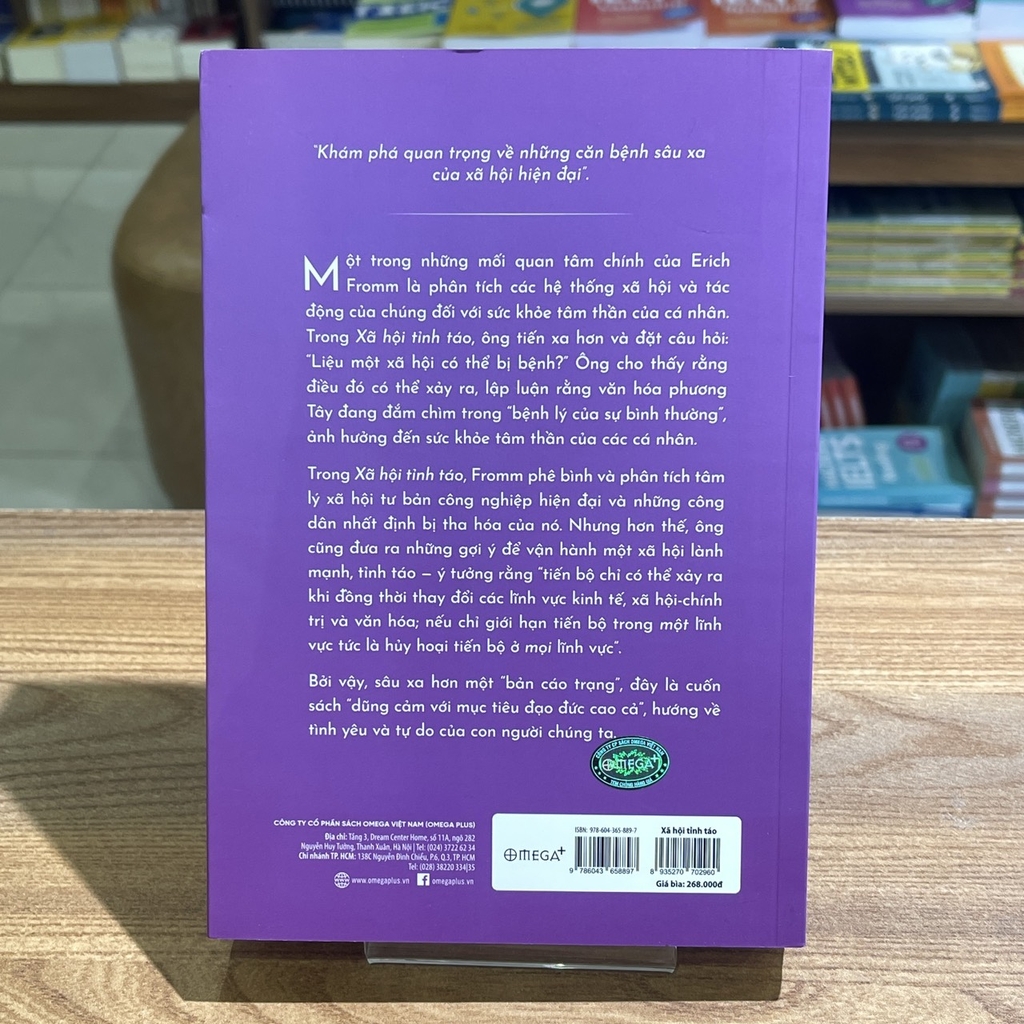 "Khám phá quan trọng về những căn bệnh sâu xa
của xã hội hiện đại".
Một trong những mối quan tâm chính của Erich
Fromm là phân tích các hệ thống xã hội và tác
động của chúng đối với sức khỏe tâm thần của cá nhân.
Trong Xã hội tỉnh táo, ông tiến xa hơn và đặt câu hỏi:
"Liệu một xã hội có thể bị bệnh?" Ông cho thấy rằng
điều đó có thể xảy ra, lập luận rằng văn hóa phương
Tây đang đắm chìm trong "bệnh lý của sự bình thường",
ảnh hưởng đến sức khỏe tâm thần của các cá nhân.
Trong Xã hội tỉnh táo, Fromm phê bình và phân tích tâm
lý xã hội tư bản công nghiệp hiện đại và những công
dân nhất định bị tha hóa của nó. Nhưng hơn thế, ông
cũng đưa ra những gợi ý để vận hành một xã hội lành
mạnh, tỉnh táo – ý tưởng rằng "tiến bộ chỉ có thể xảy ra
khi đồng thời thay đổi các lĩnh vực kinh tế, xã hội-chính
trị và văn hóa; nếu chỉ giới hạn tiến bộ trong một lĩnh
vực tức là hủy hoại tiến bộ ở mọi lĩnh vực".
Bởi vậy, sâu xa hơn một "bản cáo trạng", đây là cuốn
sách "dũng cảm với mục tiêu đạo đức cao cả", hướng về
tình yêu và tự do của con người chúng ta.
CÔNG TY CP SÁCH OMEGA VIỆT NAM
OMEGA+
TEM CHỐNG HÀNG GIẢ
CÔNG TY CỔ PHẦN SÁCH OMEGA VIỆT NAM (OMEGA PLUS)
Địa chỉ: Tầng 3, Dream Center Home, số 11A, ngõ 282
Nguyễn Huy Tưởng, Thanh Xuân, Hà Nội | Tel: (024) 3722 62 34
Chi nhánh TP. HCM: 138C Nguyễn Đình Chiểu, P.6, Q.3, TP. HCM
Tel: (028) 38220 334|35
www.omegaplus.vn omegaplus.vn
OMEGA+
ISBN: 978-604-365-889-7
9 786043 658897
Xã hội tỉnh táo
8 935270 702960
Giá bìa: 268.000đ
IELTS